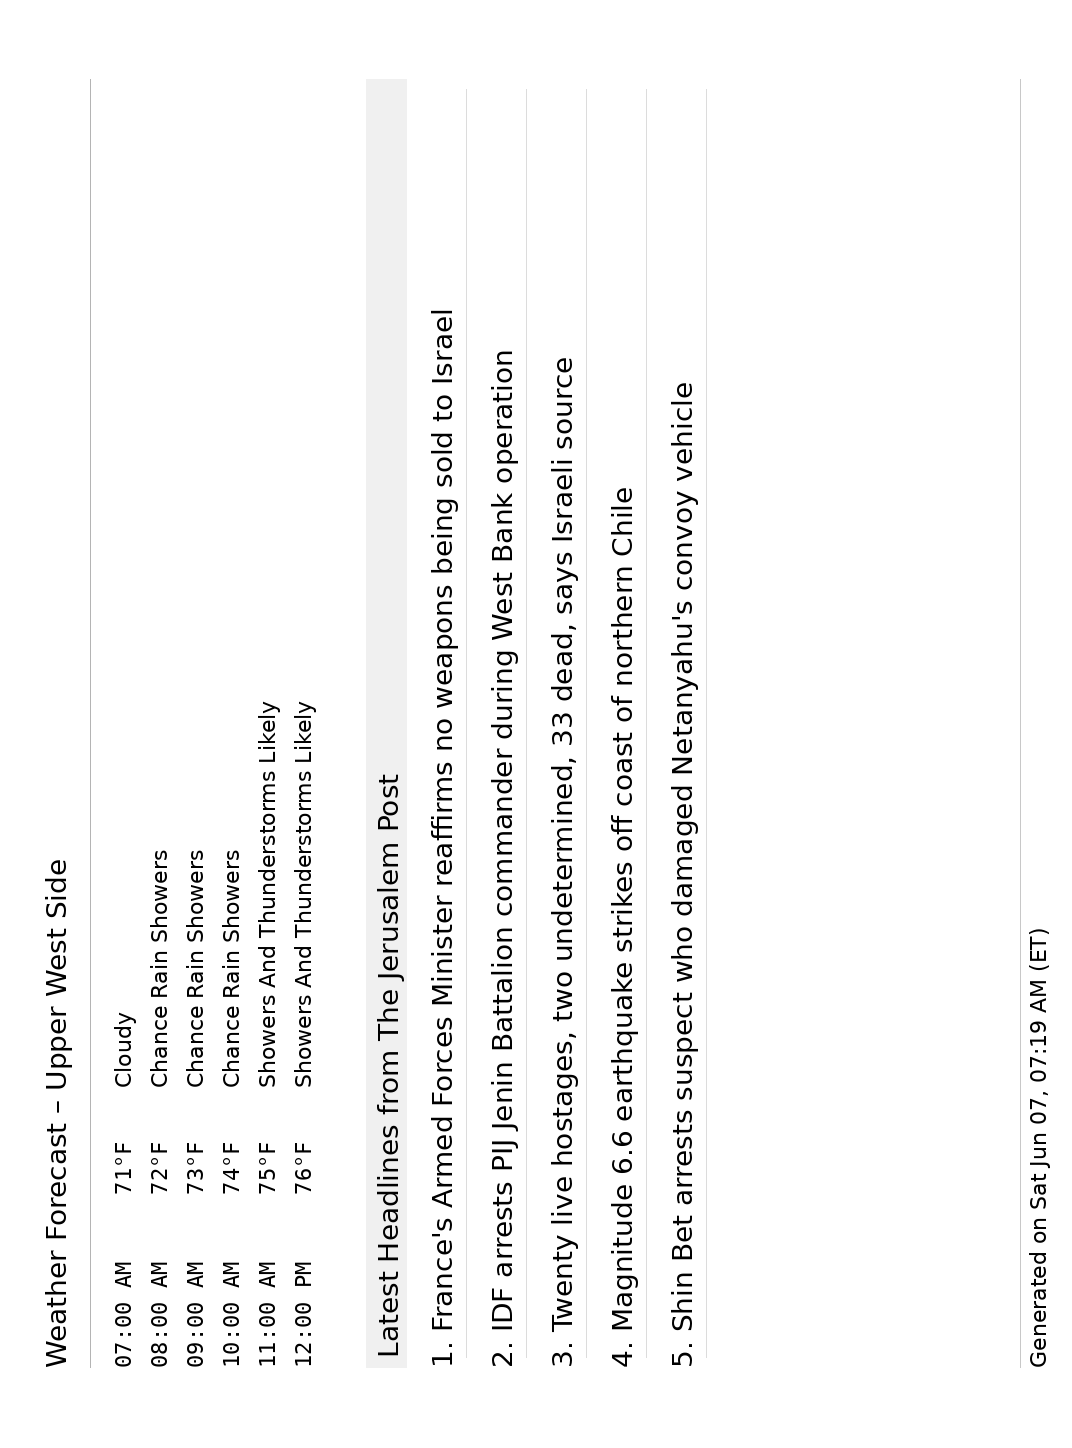 Weather Forecast – Upper West Side
07:00 AM 71°F Cloudy
08:00 AM 72°F Chance Rain Showers
09:00 AM 73°F Chance Rain Showers
10:00 AM 74°F Chance Rain Showers
11:00 AM 75°F Showers And Thunderstorms Likely
12:00 PM 76°F Showers And Thunderstorms Likely
Latest Headlines from The Jerusalem Post
1. France's Armed Forces Minister reaffirms no weapons being sold to Israel
2. IDF arrests PIJ Jenin Battalion commander during West Bank operation
3. Twenty live hostages, two undetermined, 33 dead, says Israeli source
4. Magnitude 6.6 earthquake strikes off coast of northern Chile
5. Shin Bet arrests suspect who damaged Netanyahu's convoy vehicle
Generated on Sat Jun 07, 07:19 AM (ET)